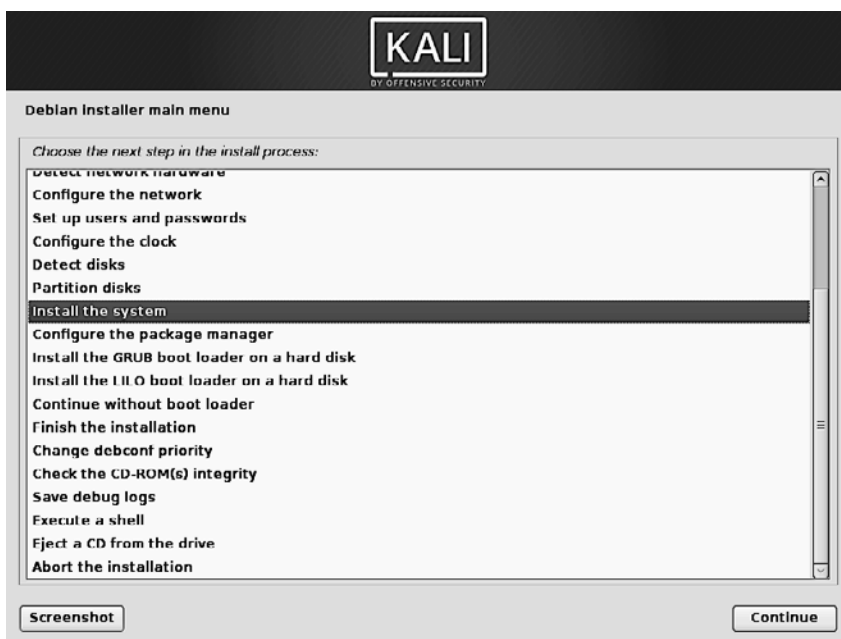 KALI
BY OFFENSIVE SECURITY
Debian installer main menu
Choose the next step in the install process:
Detect network hardware
Configure the network
Set up users and passwords
Configure the clock
Detect disks
Partition disks
Install the system
Configure the package manager
Install the GRUB boot loader on a hard disk
Install the LILO boot loader on a hard disk
Continue without boot loader
Finish the installation
Change debconf priority
Check the CD-ROM(s) integrity
Save debug logs
Execute a shell
Eject a CD from the drive
Abort the installation
Screenshot
Continue